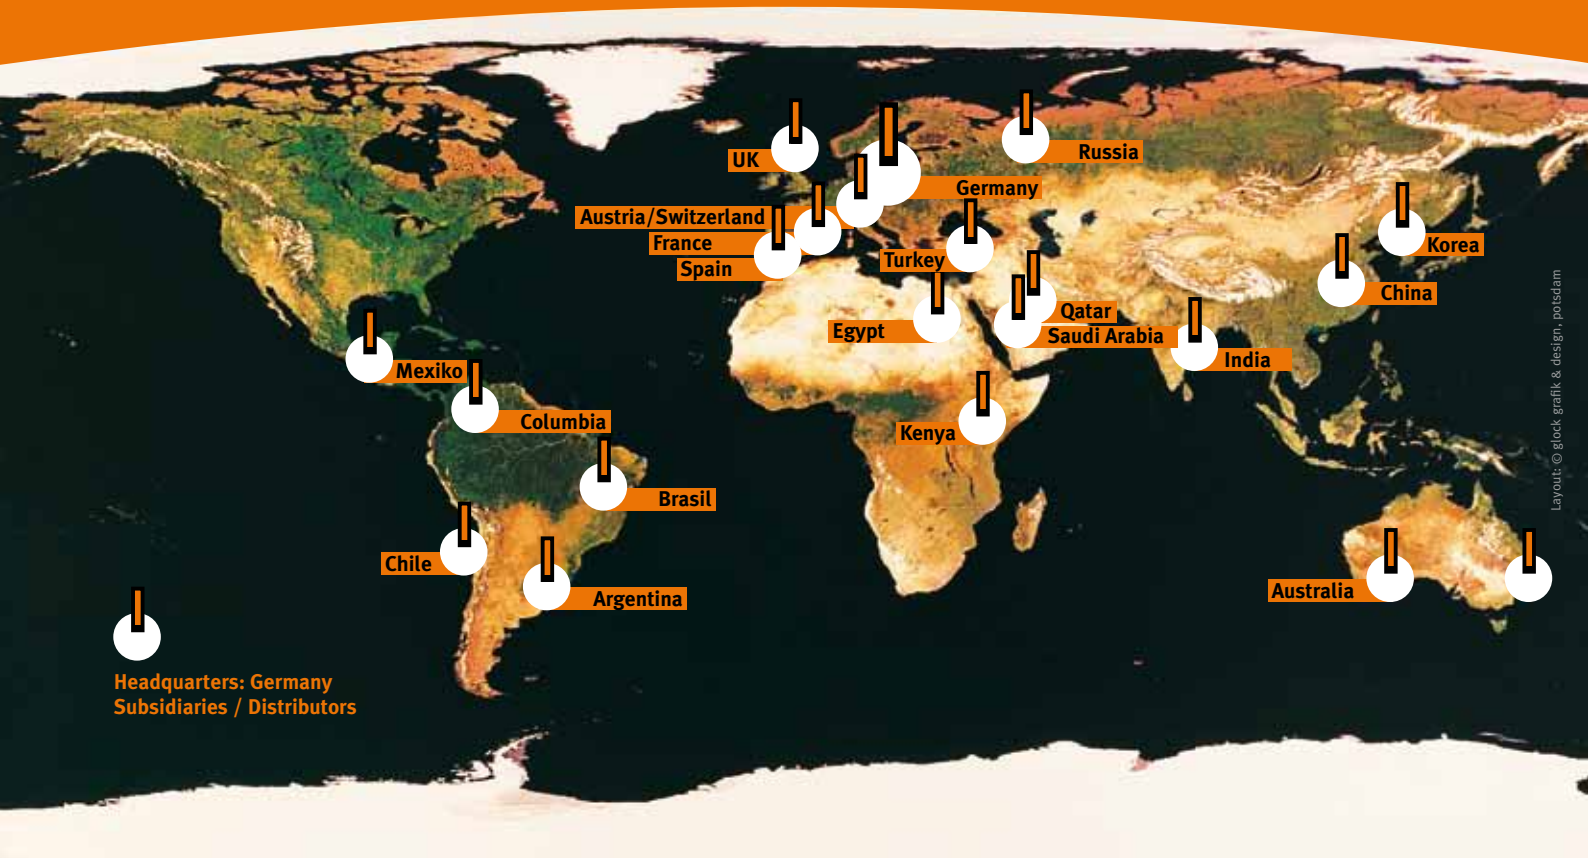 UK
Russia
Germany
Austria/Switzerland
France
Spain
Turkey
Korea
China
Qatar
Egypt
Saudi Arabia
India
Mexiko
Columbia
Kenya
Brasil
Chile
Argentina
Australia
Headquarters: Germany
Subsidiaries / Distributors
Layout: © glock grafik & design, potsdam